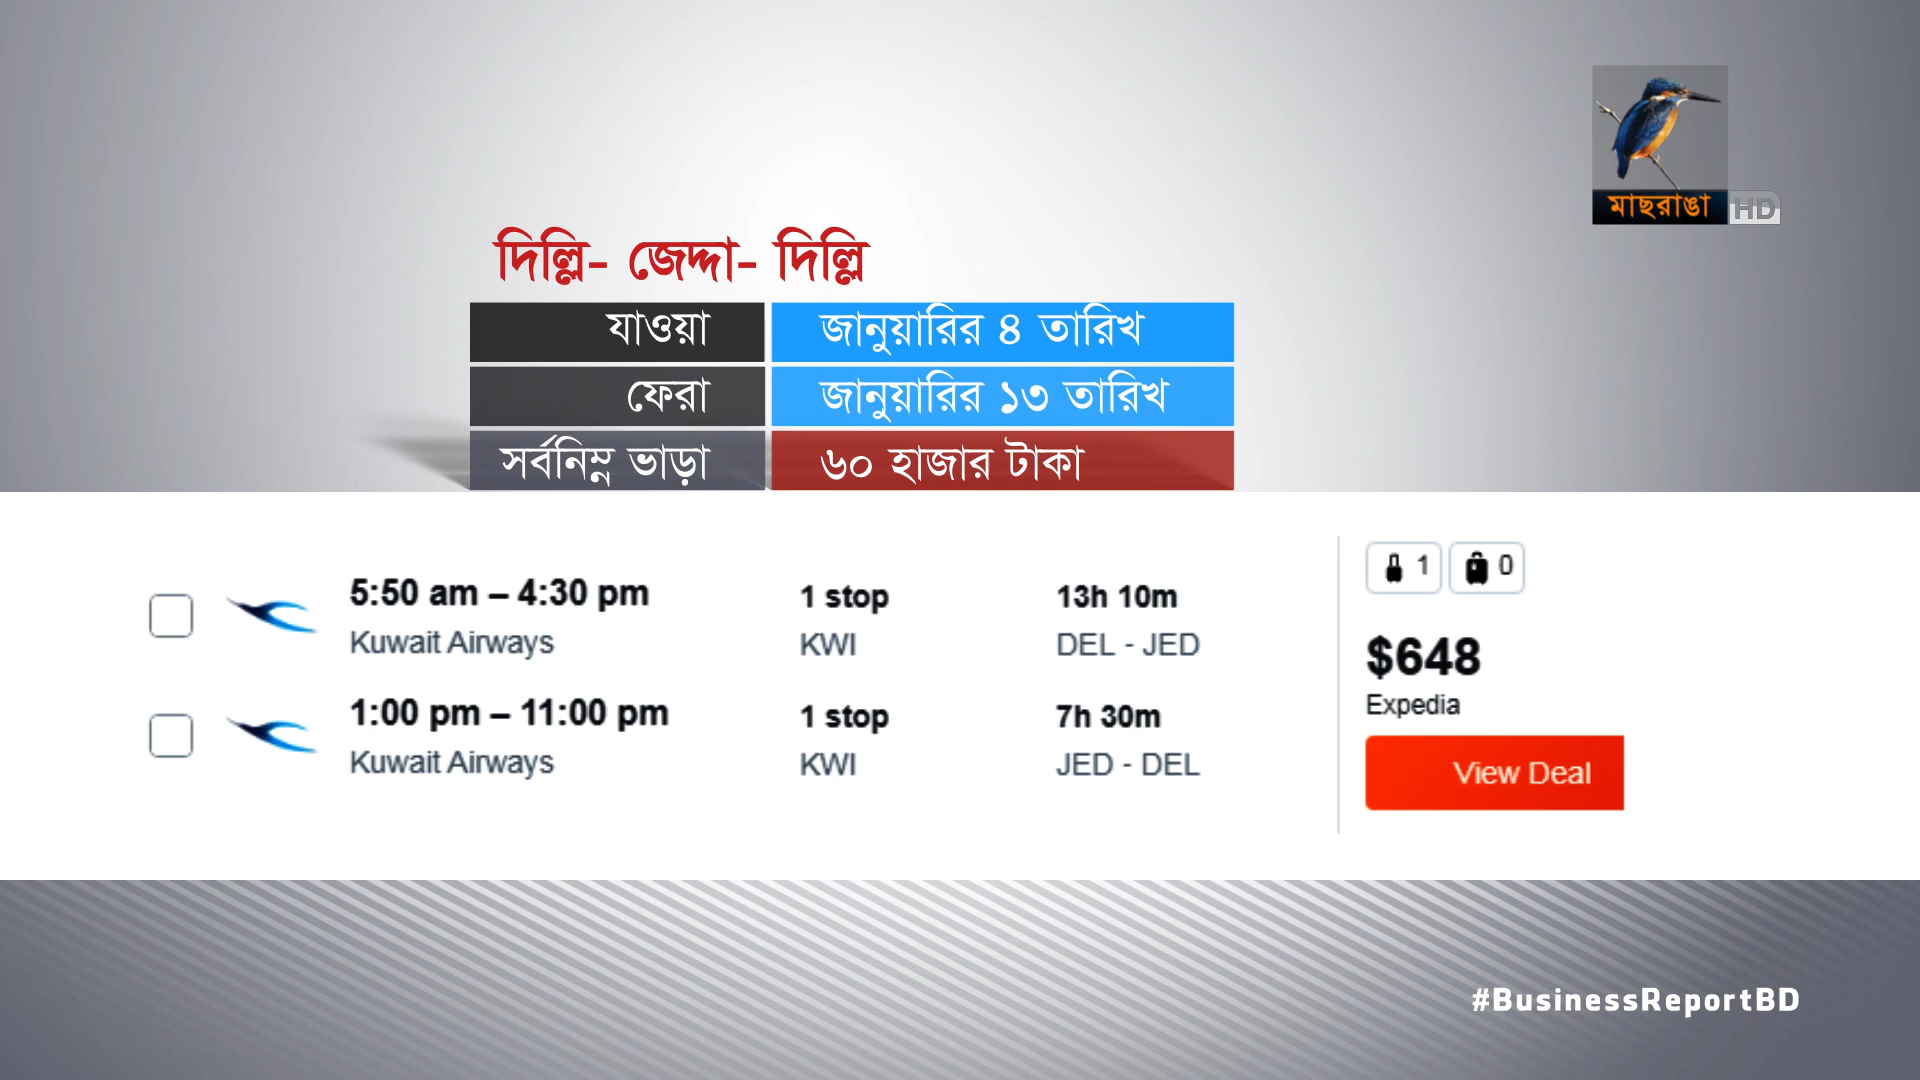 মাছরাঙা HD
দিল্লি- জেদ্দা- দিল্লি
যাওয়া জানুয়ারির ৪ তারিখ
ফেরা জানুয়ারির ১৩ তারিখ
সর্বনিম্ন ভাড়া ৬০ হাজার টাকা
5:50 am – 4:30 pm 1 stop 13h 10m
Kuwait Airways KWI DEL - JED
1:00 pm – 11:00 pm 1 stop 7h 30m
Kuwait Airways KWI JED - DEL
1 0
$648
Expedia
View Deal
#BusinessReportBD